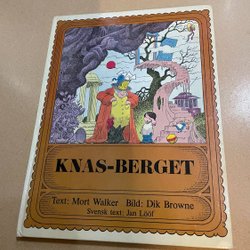 KNAS-BERGET
Text: Mort Walker Bild: Dik Browne
Svensk text: Jan Lööf